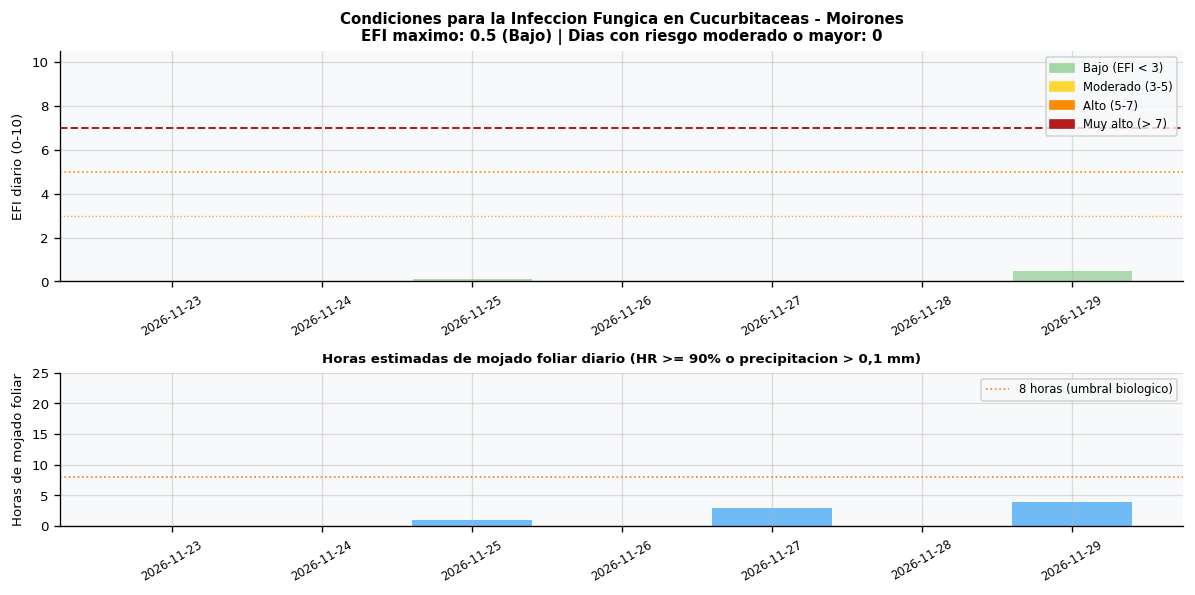 Condiciones para la Infeccion Fungica en Cucurbitaceas - Moirones
EFI maximo: 0.5 (Bajo) | Dias con riesgo moderado o mayor: 0
EFI diario (0-10)
10
8
6
4
2
0
Bajo (EFI < 3)
Moderado (3-5)
Alto (5-7)
Muy alto (> 7)
2026-11-23
2026-11-24
2026-11-25
2026-11-26
2026-11-27
2026-11-28
2026-11-29
Horas estimadas de mojado foliar diario (HR >= 90% o precipitacion > 0,1 mm)
Horas de mojado foliar
25
20
15
10
5
0
8 horas (umbral biologico)
2026-11-23
2026-11-24
2026-11-25
2026-11-26
2026-11-27
2026-11-28
2026-11-29